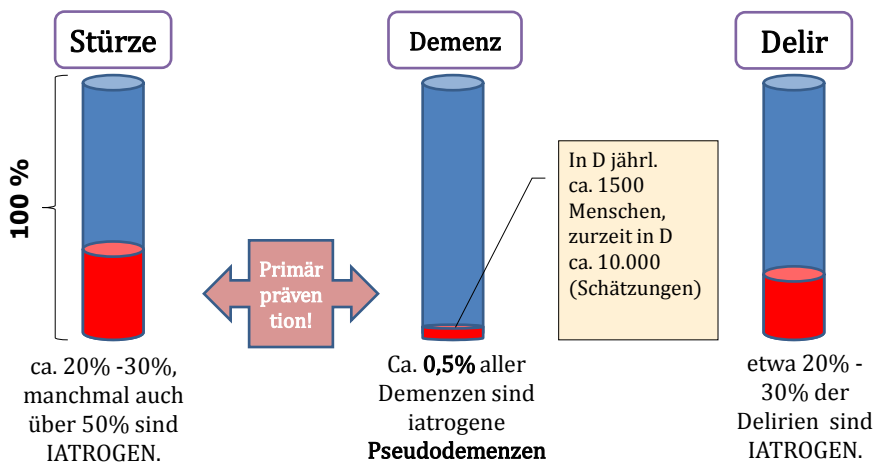 Stürze
Demenz
Delir
100 %
In D jährl.
ca. 1500
Menschen,
zurzeit in D
ca. 10.000
(Schätzungen)
Primär
präven
tion!
ca. 20% -30%,
manchmal auch
über 50% sind
IATROGEN.
Ca. 0,5% aller
Demenzen sind
iatrogene
Pseudodemenzen
etwa 20% -
30% der
Delirien sind
IATROGEN.